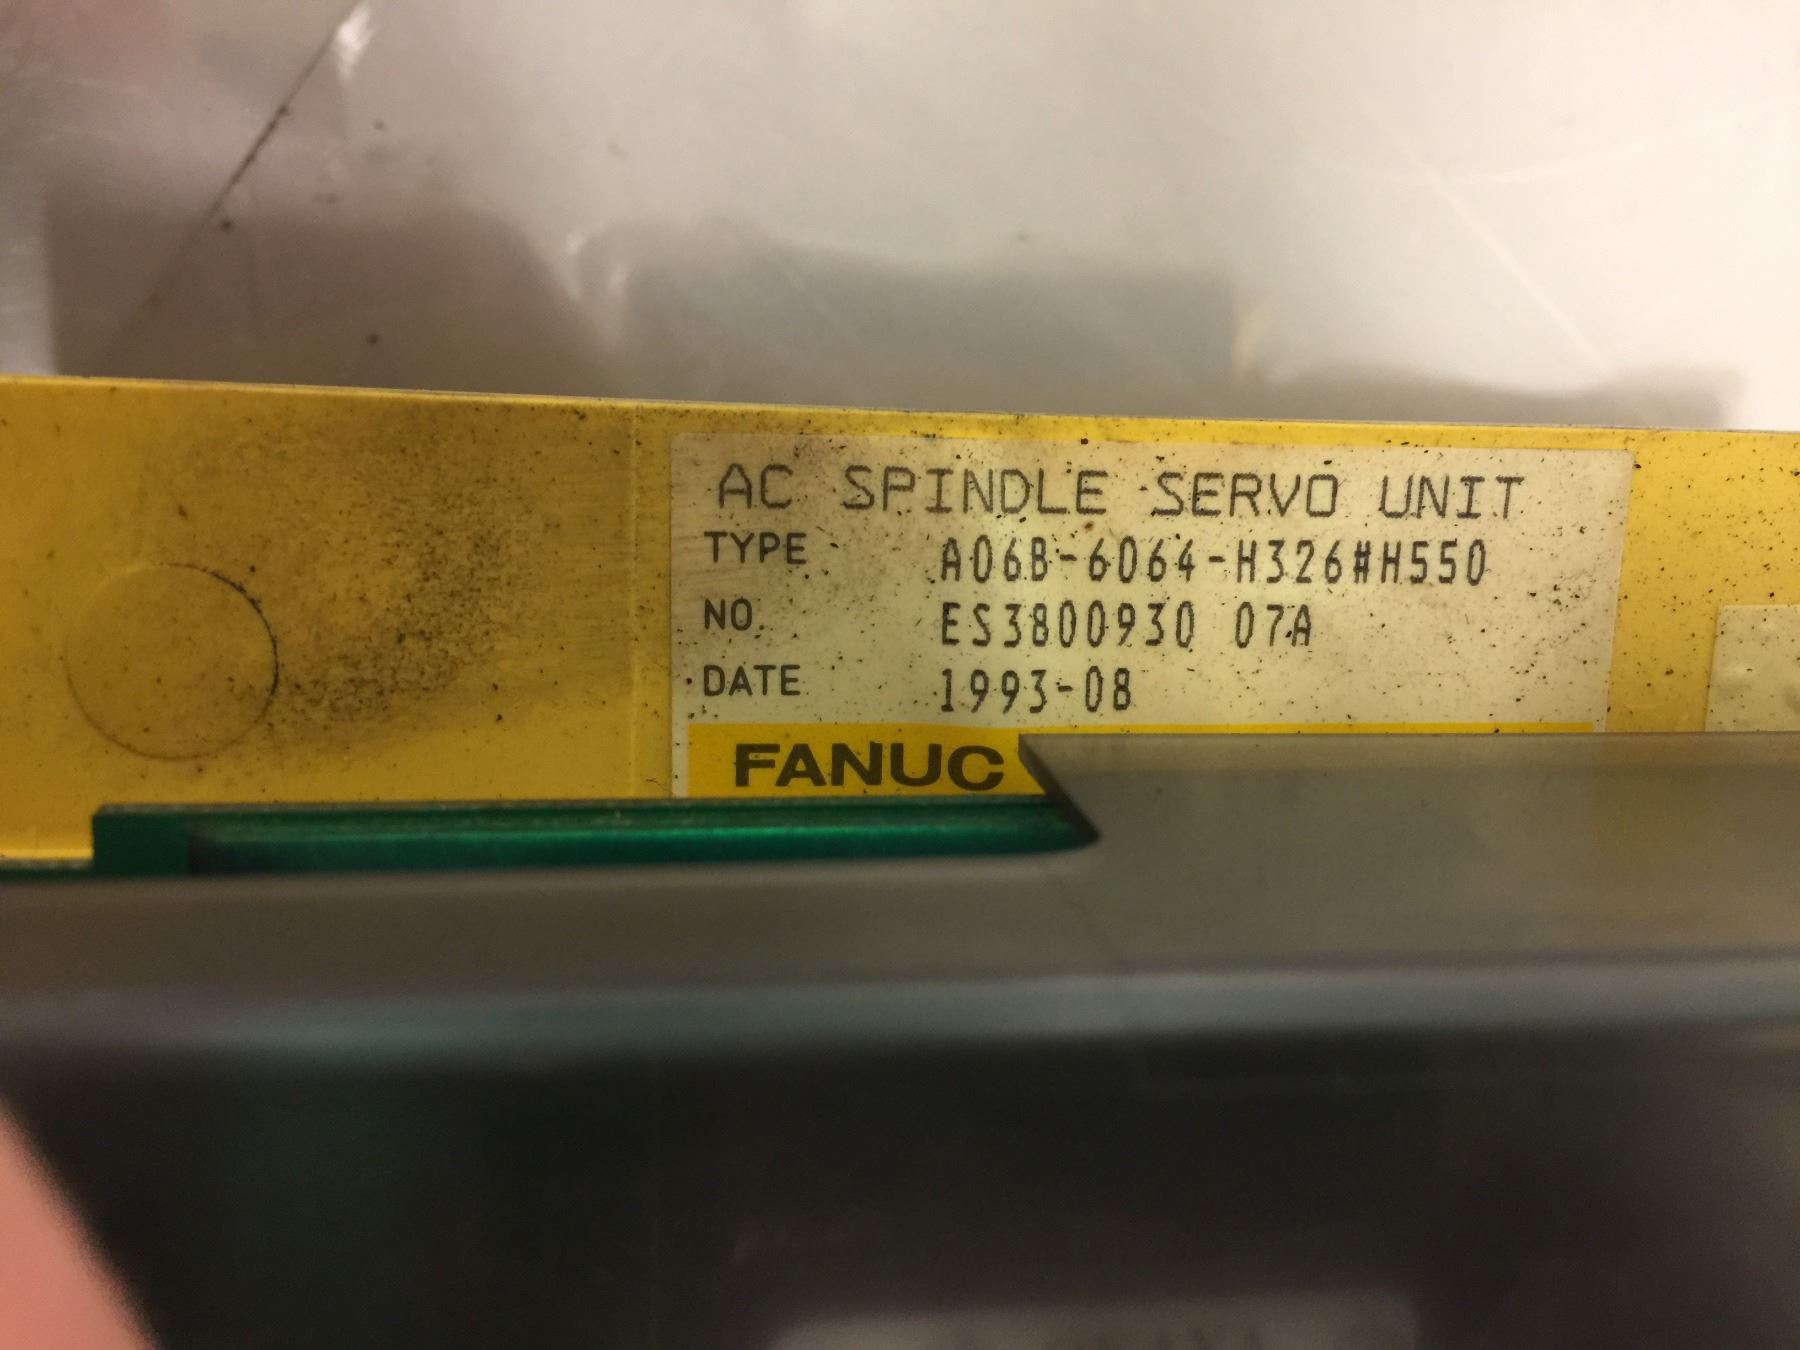 AC SPINDLE SERVO UNIT
TYPE A06B-6064-H326#H550
NO. ES3800930 07A
DATE 1993-08
FANUC